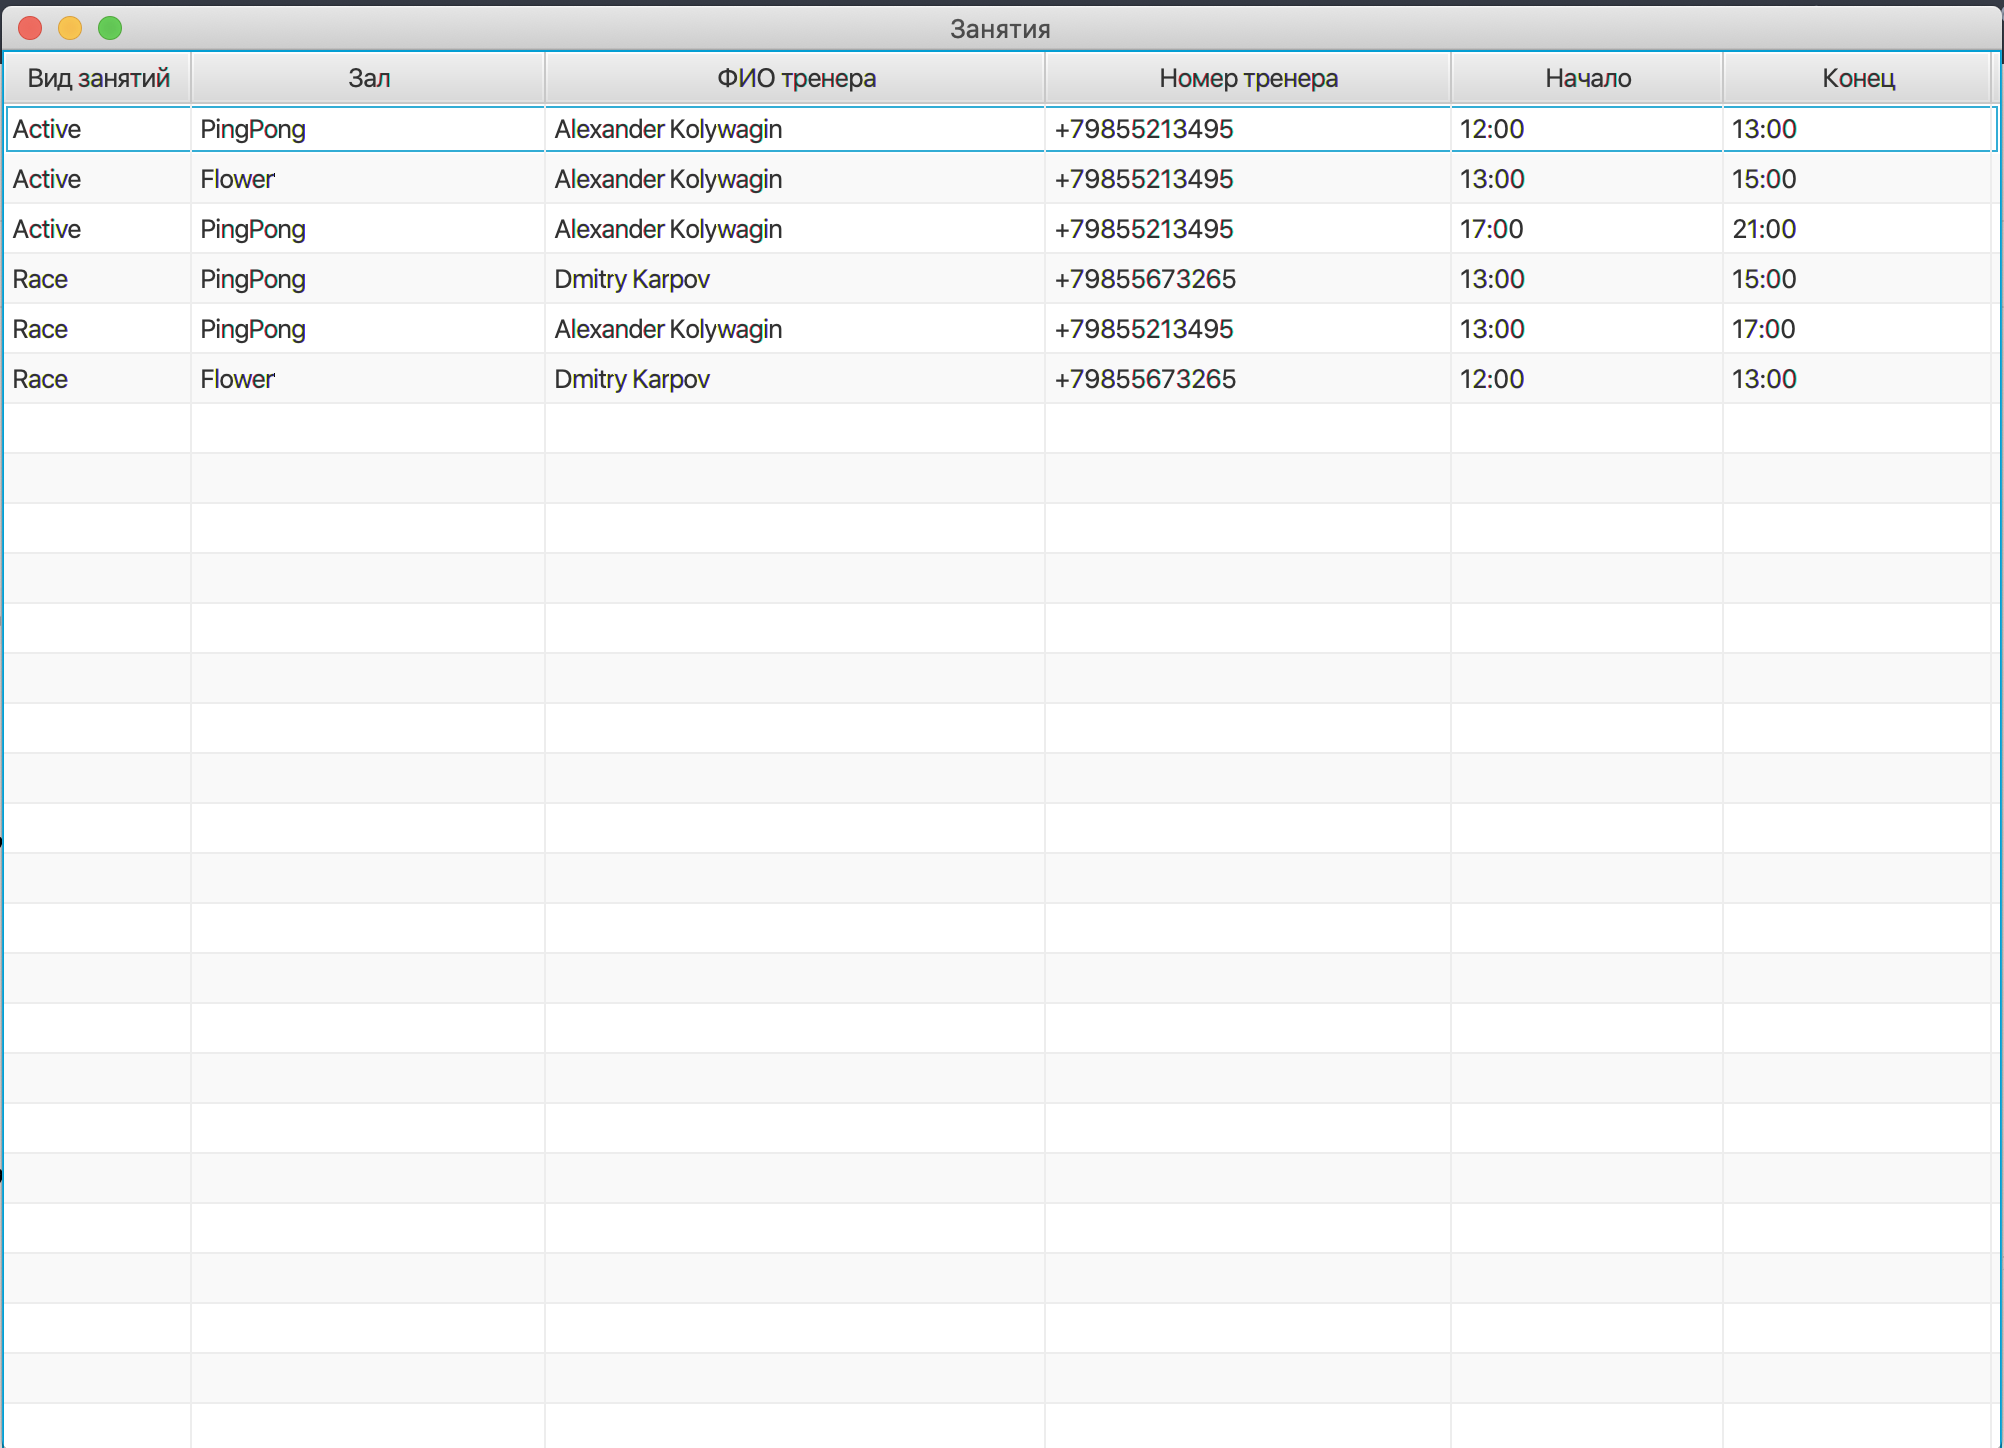 Занятия
Вид занятий Зал ФИО тренера Номер тренера Начало Конец
Active PingPong Alexander Kolywagin +79855213495 12:00 13:00
Active Flower Alexander Kolywagin +79855213495 13:00 15:00
Active PingPong Alexander Kolywagin +79855213495 17:00 21:00
Race PingPong Dmitry Karpov +79855673265 13:00 15:00
Race PingPong Alexander Kolywagin +79855213495 13:00 17:00
Race Flower Dmitry Karpov +79855673265 12:00 13:00